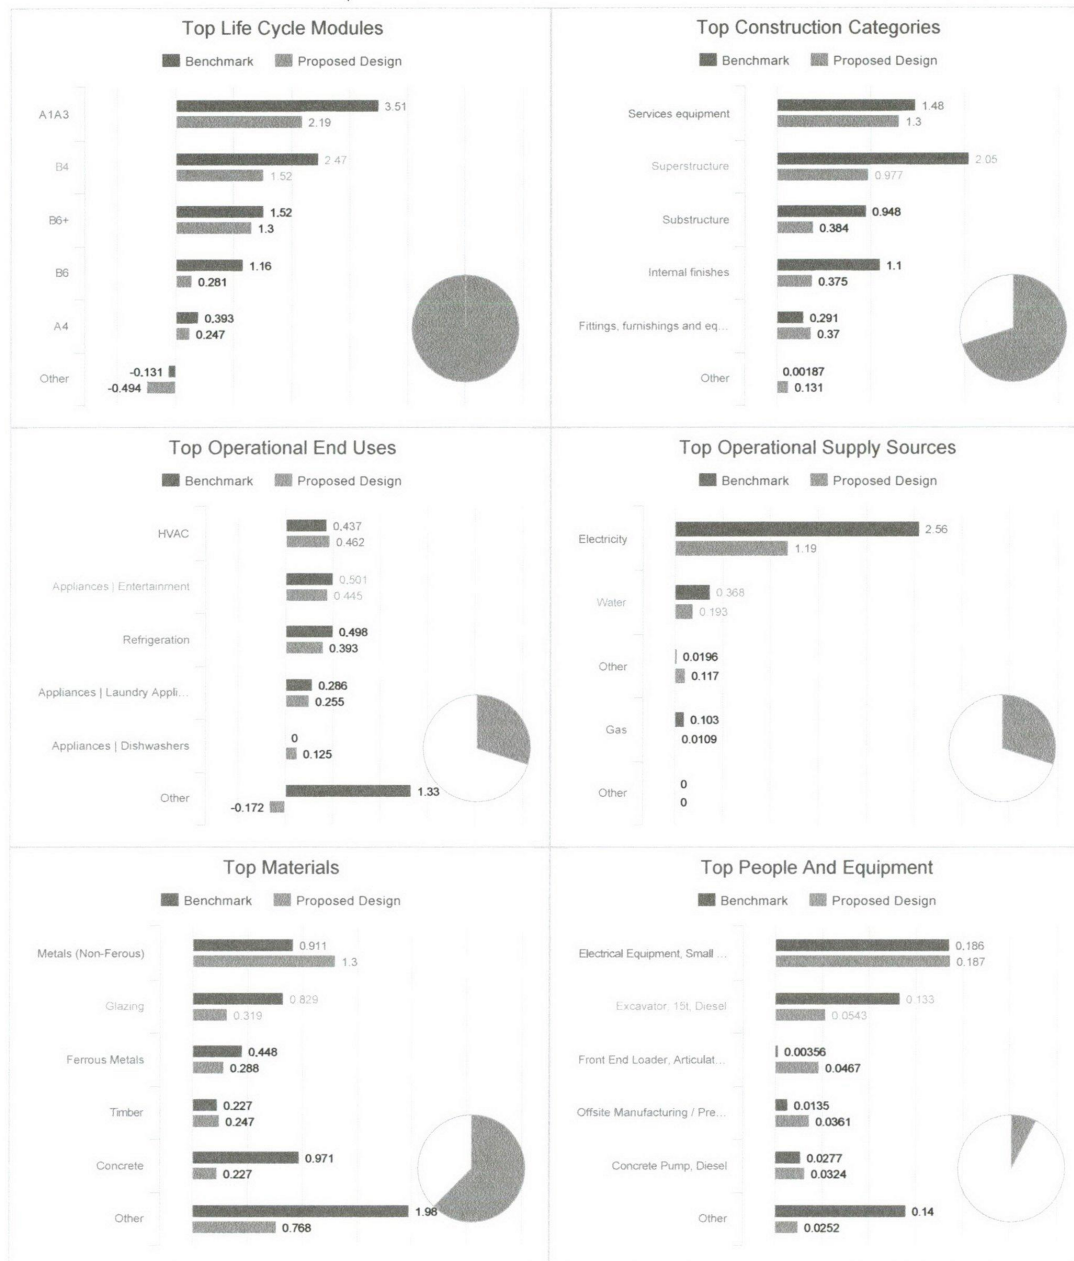 Top Life Cycle Modules
Benchmark Proposed Design
A1A3 3.51
2.19
B4 2.47
1.52
B6+ 1.52
1.3
B6 1.16
0.281
A4 0.393
0.247
Other -0.131
-0.494
Top Construction Categories
Benchmark Proposed Design
Services equipment 1.48
1.3
Superstructure 2.05
0.977
Substructure 0.948
0.384
Internal finishes 1.1
0.375
Fittings, furnishings and eq... 0.291
0.37
Other 0.00187
0.131
Top Operational End Uses
Benchmark Proposed Design
HVAC 0.437
0.462
Appliances | Entertainment 0.501
0.445
Refrigeration 0.498
0.393
Appliances | Laundry Appli... 0.286
0.255
Appliances | Dishwashers 0
0.125
Other 1.33
-0.172
Top Operational Supply Sources
Benchmark Proposed Design
Electricity 2.56
1.19
Water 0.368
0.193
Other 0.0196
0.117
Gas 0.103
0.0109
Other 0
0
Top Materials
Benchmark Proposed Design
Metals (Non-Ferous) 0.911
1.3
Glazing 0.829
0.319
Ferrous Metals 0.448
0.288
Timber 0.227
0.247
Concrete 0.971
0.227
Other 1.98
0.768
Top People And Equipment
Benchmark Proposed Design
Electrical Equipment, Small ... 0.186
0.187
Excavator, 15t, Diesel 0.133
0.0543
Front End Loader, Articulat... 0.00356
0.0467
Offsite Manufacturing / Pre... 0.0135
0.0361
Concrete Pump, Diesel 0.0277
0.0324
Other 0.14
0.0252